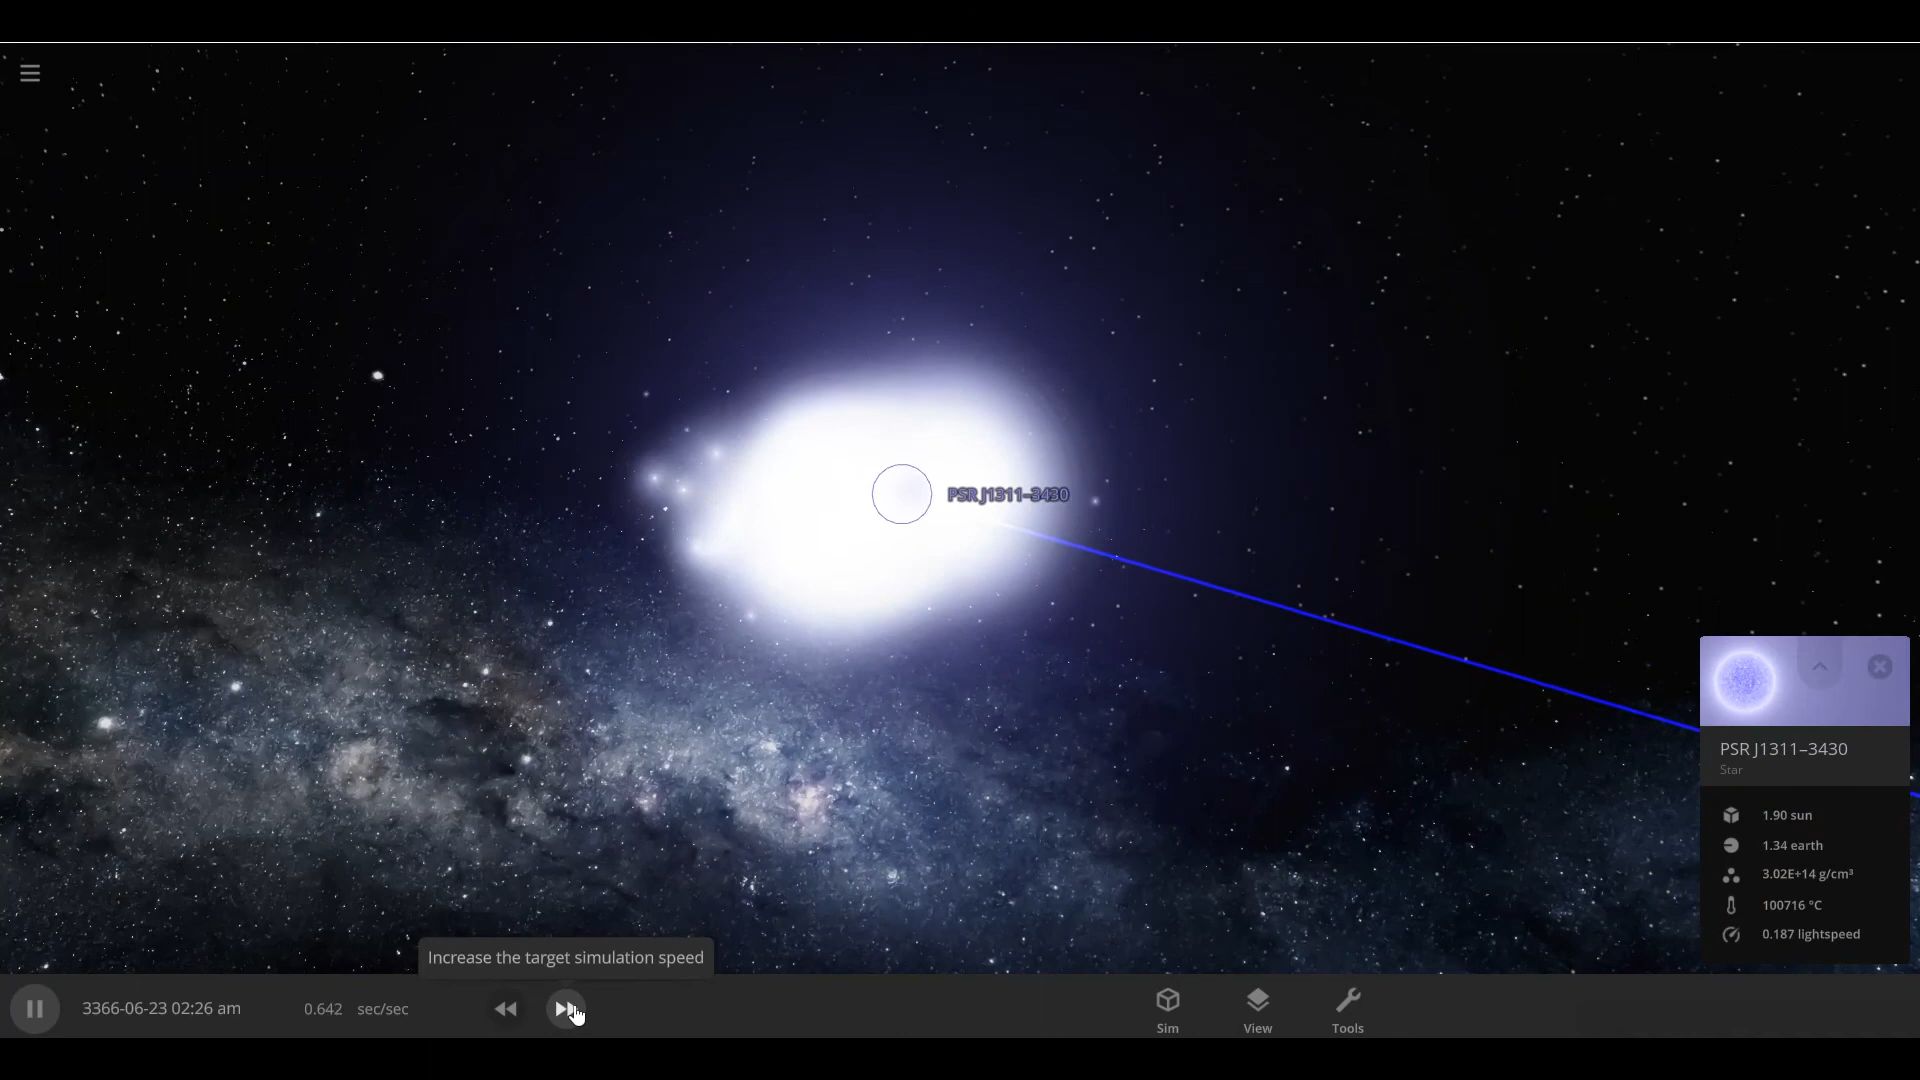 PSR J1311–3430
PSR J1311–3430
Star
1.90 sun
1.34 earth
3.02E+14 g/cm³
100716 °C
0.187 lightspeed
Increase the target simulation speed
3366-06-23 02:26 am
0.642 sec/sec
Sim
View
Tools